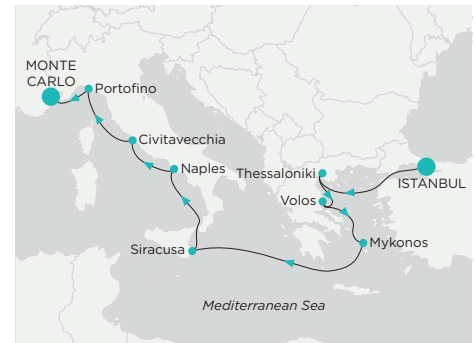 MONTE
CARLO
Portofino
Civitavecchia
Naples
Thessaloniki
ISTANBUL
Volos
Mykonos
Siracusa
Mediterranean Sea